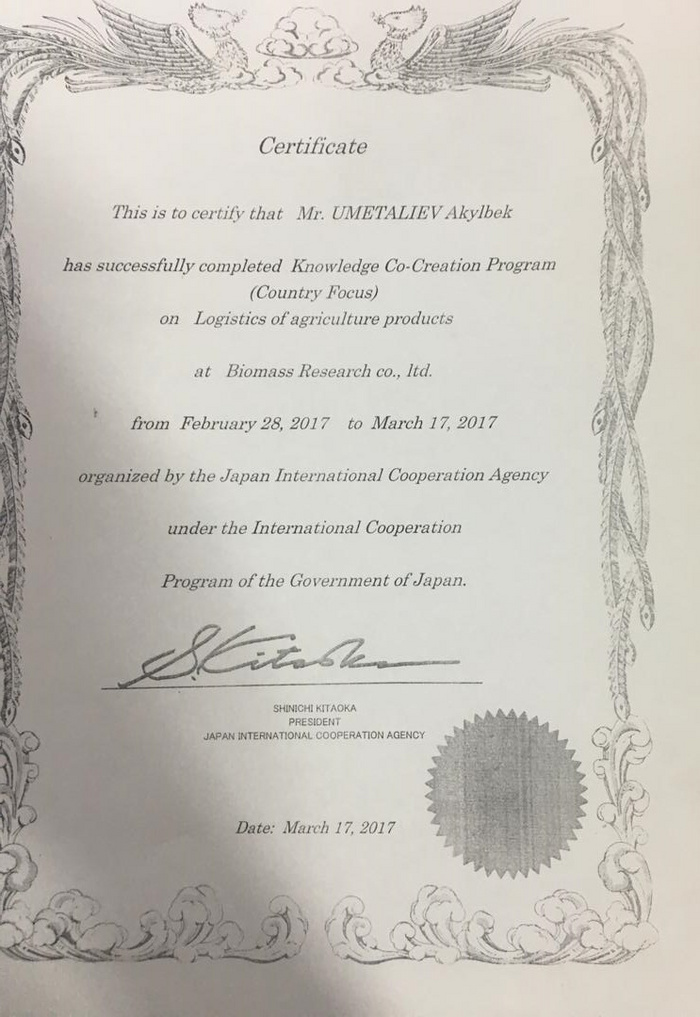 Certificate
This is to certify that Mr. UMETALIEV Akylbek
has successfully completed Knowledge Co-Creation Program
(Country Focus)
on Logistics of agriculture products
at Biomass Research co., ltd.
from February 28, 2017 to March 17, 2017
organized by the Japan International Cooperation Agency
under the International Cooperation
Program of the Government of Japan.
S. Kitaoka
SHINICHI KITAOKA
PRESIDENT
JAPAN INTERNATIONAL COOPERATION AGENCY
Date: March 17, 2017